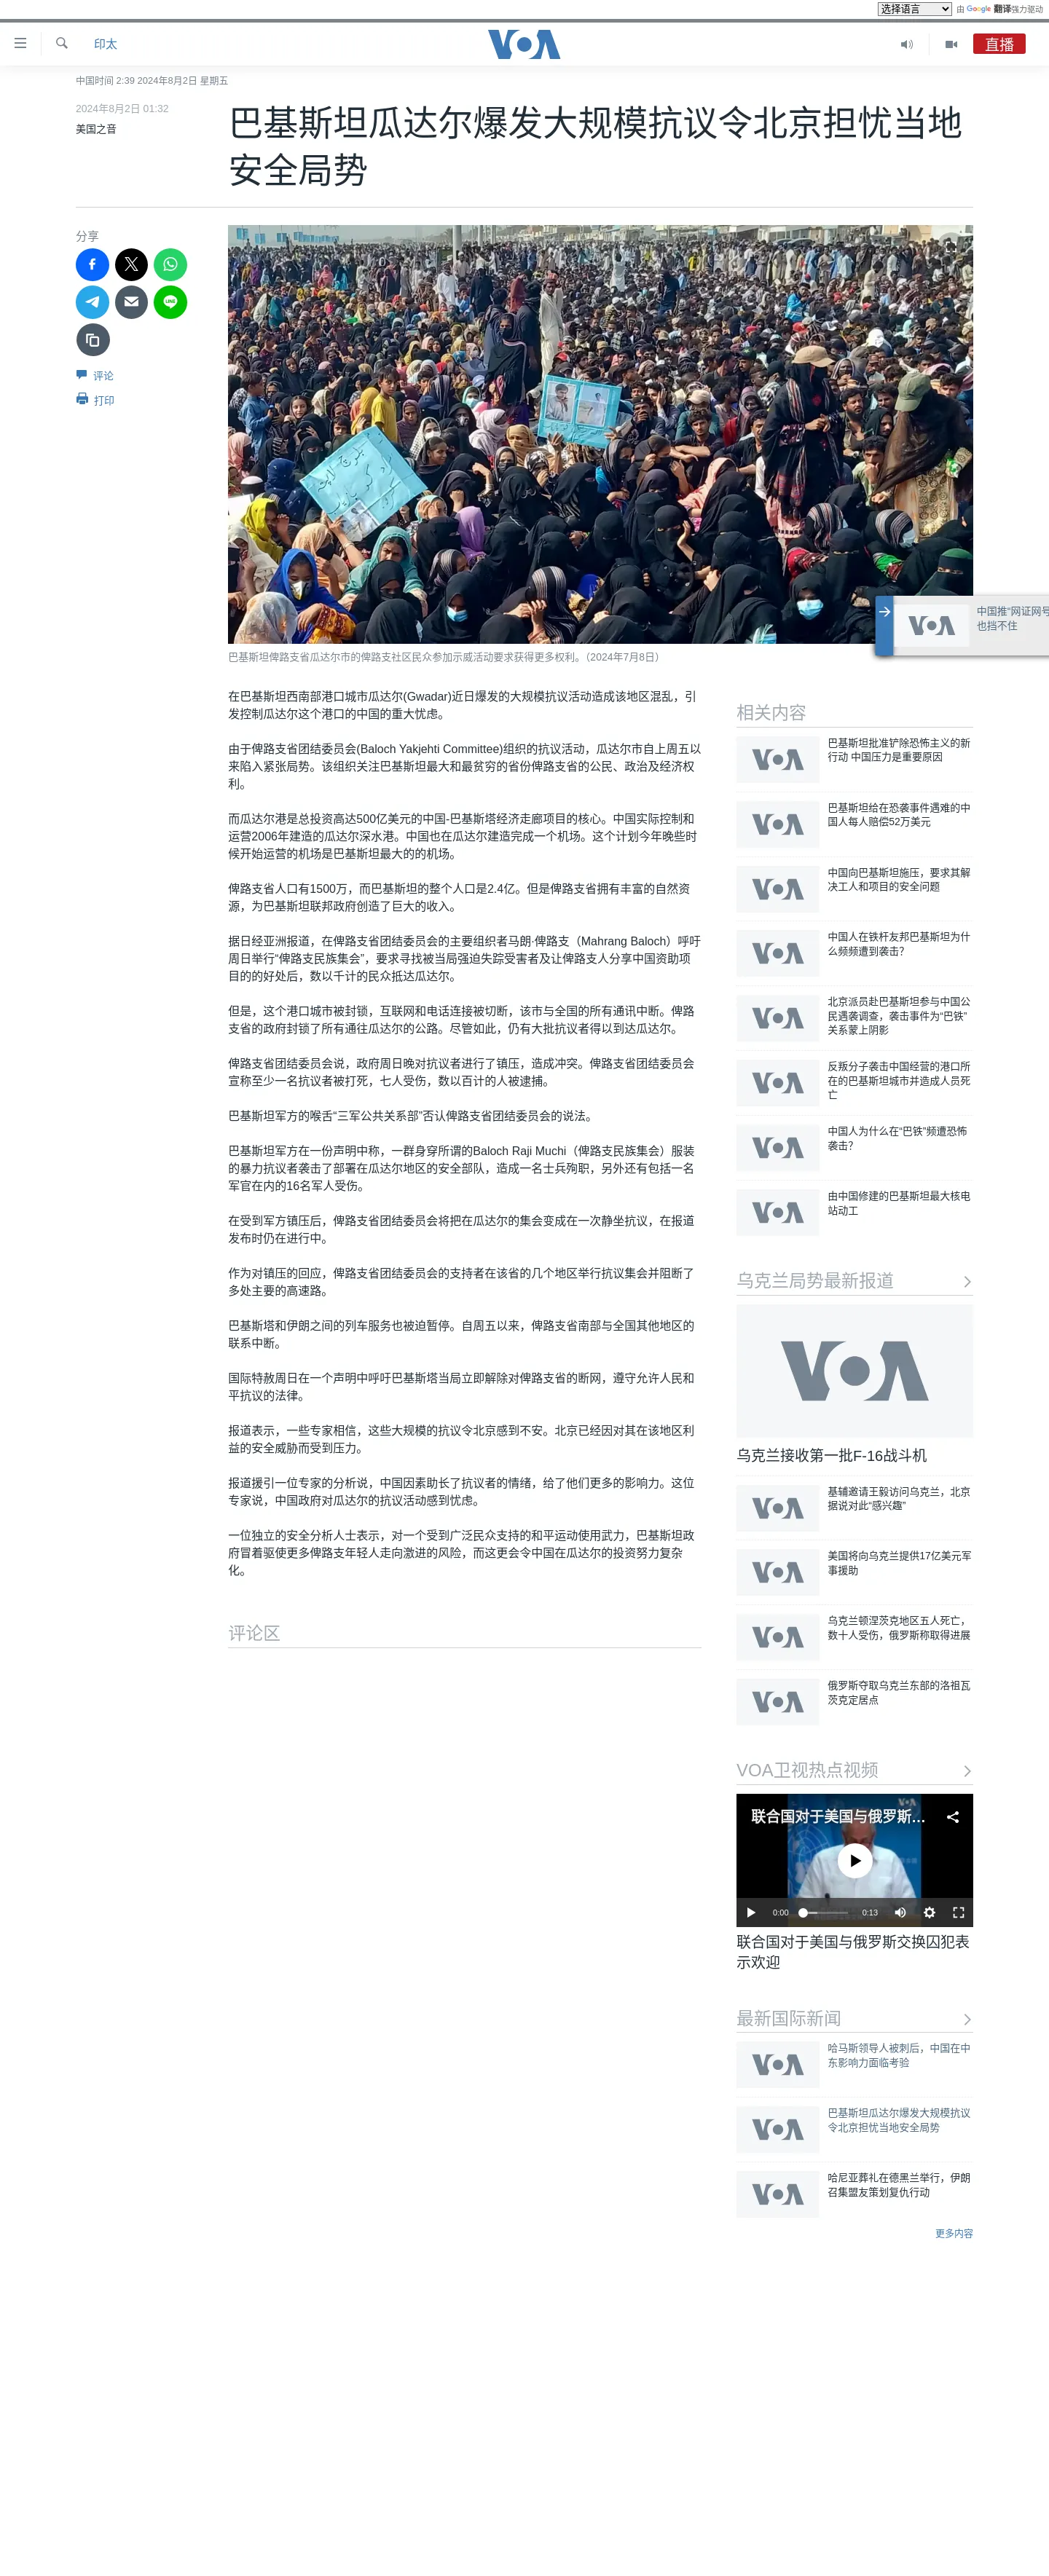 选择语言 由 Google 翻译强力驱动
印太
VOA
直播
中国时间 2:39 2024年8月2日 星期五
2024年8月2日 01:32
美国之音
巴基斯坦瓜达尔爆发大规模抗议令北京担忧当地
安全局势
分享
评论
打印
中国推“网证网号
也挡不住
VOA
巴基斯坦俾路支省瓜达尔市的俾路支社区民众参加示威活动要求获得更多权利。（2024年7月8日）
在巴基斯坦西南部港口城市瓜达尔(Gwadar)近日爆发的大规模抗议活动造成该地区混乱，引
发控制瓜达尔这个港口的中国的重大忧虑。
由于俾路支省团结委员会(Baloch Yakjehti Committee)组织的抗议活动，瓜达尔市自上周五以
来陷入紧张局势。该组织关注巴基斯坦最大和最贫穷的省份俾路支省的公民、政治及经济权
利。
而瓜达尔港是总投资高达500亿美元的中国-巴基斯塔经济走廊项目的核心。中国实际控制和
运营2006年建造的瓜达尔深水港。中国也在瓜达尔建造完成一个机场。这个计划今年晚些时
候开始运营的机场是巴基斯坦最大的的机场。
俾路支省人口有1500万，而巴基斯坦的整个人口是2.4亿。但是俾路支省拥有丰富的自然资
源，为巴基斯坦联邦政府创造了巨大的收入。
据日经亚洲报道，在俾路支省团结委员会的主要组织者马朗·俾路支（Mahrang Baloch）呼吁
周日举行“俾路支民族集会”，要求寻找被当局强迫失踪受害者及让俾路支人分享中国资助项
目的的好处后，数以千计的民众抵达瓜达尔。
但是，这个港口城市被封锁，互联网和电话连接被切断，该市与全国的所有通讯中断。俾路
支省的政府封锁了所有通往瓜达尔的公路。尽管如此，仍有大批抗议者得以到达瓜达尔。
俾路支省团结委员会说，政府周日晚对抗议者进行了镇压，造成冲突。俾路支省团结委员会
宣称至少一名抗议者被打死，七人受伤，数以百计的人被逮捕。
巴基斯坦军方的喉舌“三军公共关系部”否认俾路支省团结委员会的说法。
巴基斯坦军方在一份声明中称，一群身穿所谓的Baloch Raji Muchi（俾路支民族集会）服装
的暴力抗议者袭击了部署在瓜达尔地区的安全部队，造成一名士兵殉职，另外还有包括一名
军官在内的16名军人受伤。
在受到军方镇压后，俾路支省团结委员会将把在瓜达尔的集会变成在一次静坐抗议，在报道
发布时仍在进行中。
作为对镇压的回应，俾路支省团结委员会的支持者在该省的几个地区举行抗议集会并阻断了
多处主要的高速路。
巴基斯塔和伊朗之间的列车服务也被迫暂停。自周五以来，俾路支省南部与全国其他地区的
联系中断。
国际特赦周日在一个声明中呼吁巴基斯塔当局立即解除对俾路支省的断网，遵守允许人民和
平抗议的法律。
报道表示，一些专家相信，这些大规模的抗议令北京感到不安。北京已经因对其在该地区利
益的安全威胁而受到压力。
报道援引一位专家的分析说，中国因素助长了抗议者的情绪，给了他们更多的影响力。这位
专家说，中国政府对瓜达尔的抗议活动感到忧虑。
一位独立的安全分析人士表示，对一个受到广泛民众支持的和平运动使用武力，巴基斯坦政
府冒着驱使更多俾路支年轻人走向激进的风险，而这更会令中国在瓜达尔的投资努力复杂
化。
评论区
相关内容
VOA
巴基斯坦批准铲除恐怖主义的新
行动 中国压力是重要原因
VOA
巴基斯坦给在恐袭事件遇难的中
国人每人赔偿52万美元
VOA
中国向巴基斯坦施压，要求其解
决工人和项目的安全问题
VOA
中国人在铁杆友邦巴基斯坦为什
么频频遭到袭击？
VOA
北京派员赴巴基斯坦参与中国公
民遇袭调查，袭击事件为“巴铁”
关系蒙上阴影
VOA
反叛分子袭击中国经营的港口所
在的巴基斯坦城市并造成人员死
亡
VOA
中国人为什么在“巴铁”频遭恐怖
袭击？
VOA
由中国修建的巴基斯坦最大核电
站动工
VOA
乌克兰局势最新报道
VOA
乌克兰接收第一批F-16战斗机
基辅邀请王毅访问乌克兰，北京
据说对此“感兴趣”
VOA
美国将向乌克兰提供17亿美元军
事援助
VOA
乌克兰顿涅茨克地区五人死亡，
数十人受伤，俄罗斯称取得进展
VOA
俄罗斯夺取乌克兰东部的洛祖瓦
茨克定居点
VOA
VOA卫视热点视频
VOA
联合国对于美国与俄罗斯...
0:00 0:13
联合国对于美国与俄罗斯交换囚犯表
示欢迎
最新国际新闻
哈马斯领导人被刺后，中国在中
东影响力面临考验
VOA
巴基斯坦瓜达尔爆发大规模抗议
令北京担忧当地安全局势
VOA
哈尼亚葬礼在德黑兰举行，伊朗
召集盟友策划复仇行动
VOA
更多内容